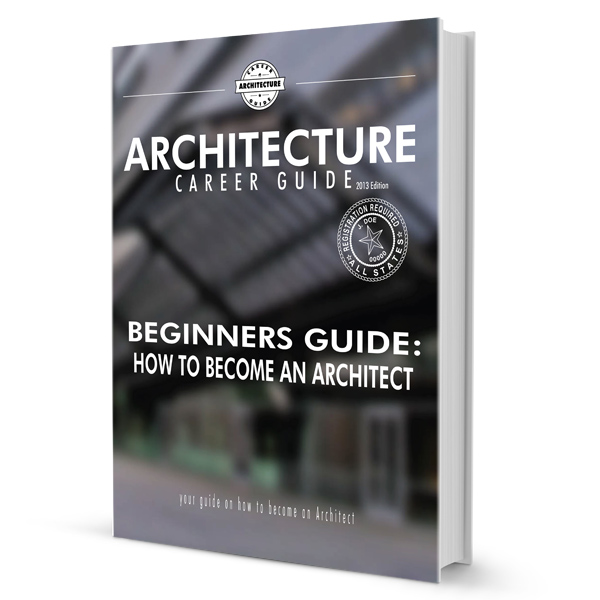 CAREER
ARCHITECTURE
GUIDE
ARCHITECTURE
CAREER GUIDE 2013 Edition
REGISTRATION REQUIRED
J. DOE
00000
ALL STATES
BEGINNERS GUIDE:
HOW TO BECOME AN ARCHITECT
your guide on how to become an Architect